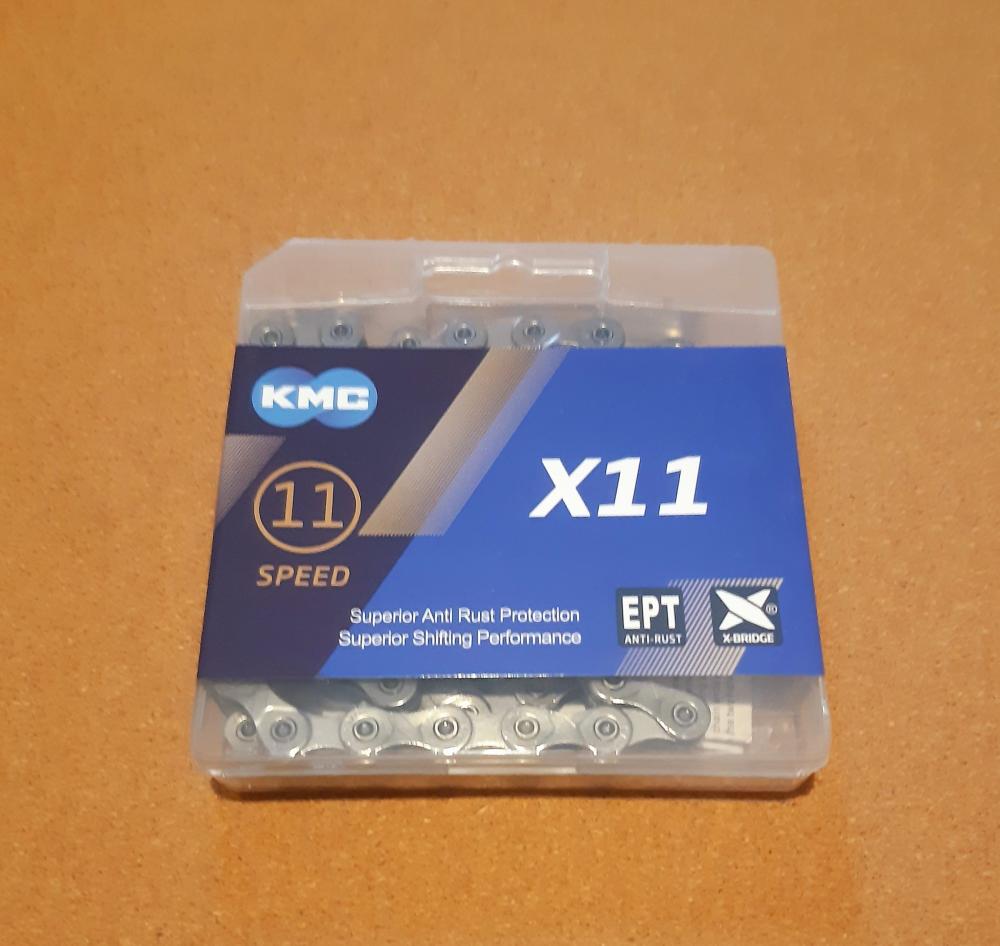 KMC
11
SPEED
X11
Superior Anti Rust Protection
Superior Shifting Performance
EPT
ANTI-RUST
X-BRIDGE
®